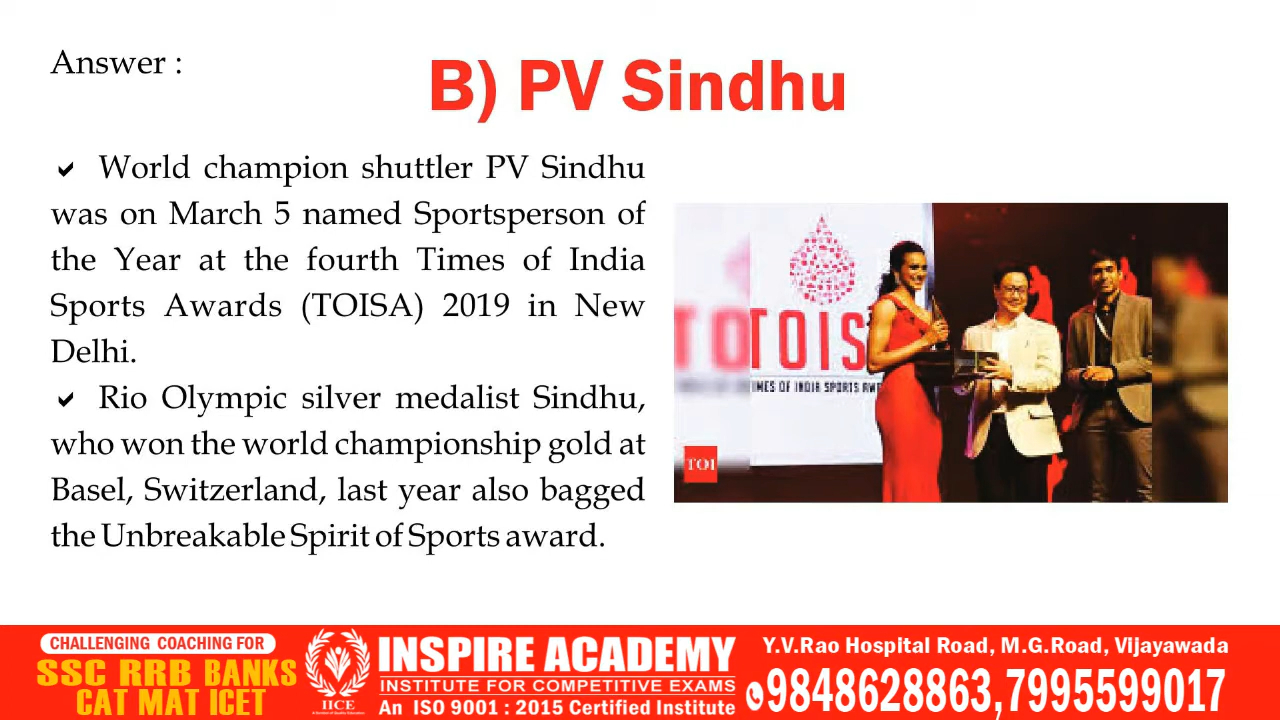 Answer :
B) PV Sindhu
World champion shuttler PV Sindhu
was on March 5 named Sportsperson of
the Year at the fourth Times of India
Sports Awards (TOISA) 2019 in New
Delhi.
Rio Olympic silver medalist Sindhu,
who won the world championship gold at
Basel, Switzerland, last year also bagged
the Unbreakable Spirit of Sports award.
TO
TOIS
TIMES OF INDIA SPORTS AW
TOI
CHALLENGING COACHING FOR
SSC RRB BANKS
CAT MAT ICET
IICE
INSPIRE ACADEMY
INSTITUTE FOR COMPETITIVE EXAMS
An ISO 9001 : 2015 Certified Institute
Y.V.Rao Hospital Road, M.G.Road, Vijayawada
9848628863,7995599017